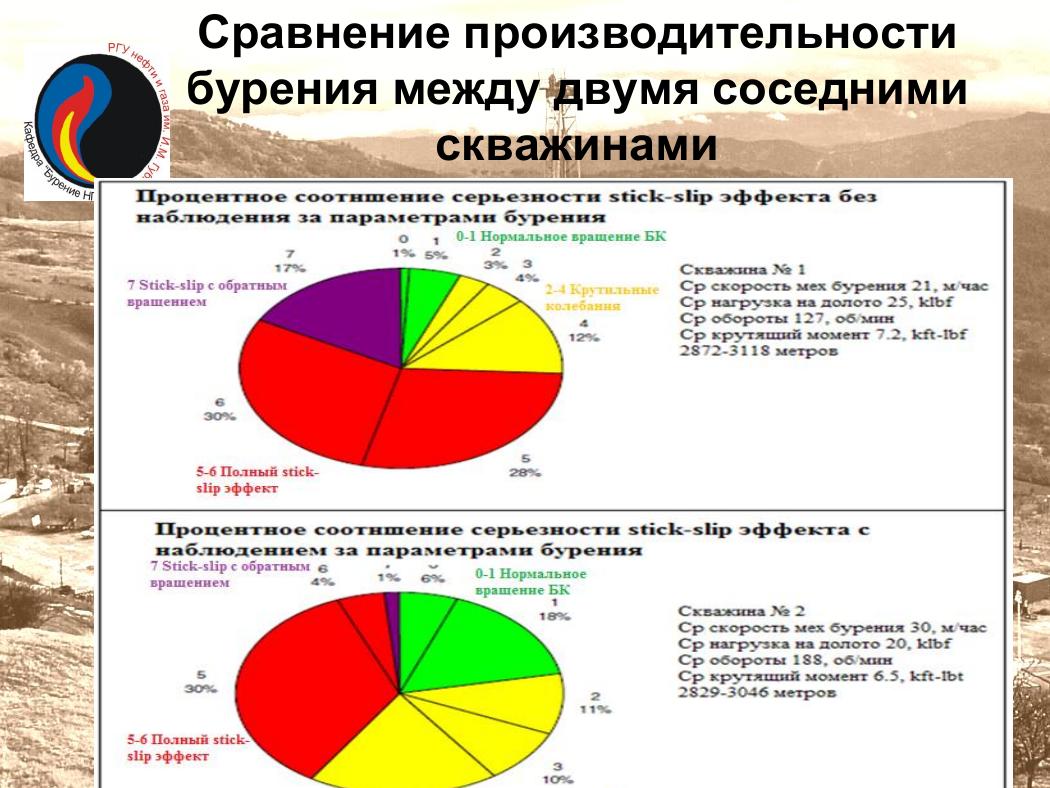 Сравнение производительности
бурения между двумя соседними
скважинами
РГУ нефти и газа им. И.М. Губ
Кафедра "Бурение НГ
Процентное соотншение серьезности stick-slip эффекта без
наблюдения за параметрами бурения
0
1%
1
5%
0-1 Нормальное вращение БК
2
3%
3
4%
7
17%
7 Stick-slip с обратным
вращением
2-4 Крутильные
колебания
4
12%
6
30%
5-6 Полный stick-
slip эффект
5
28%
Скважина № 1
Ср скорость мех бурения 21, м/час
Ср нагрузка на долото 25, klbf
Ср обороты 127, об/мин
Ср крутящий момент 7.2, kft-lbf
2872-3118 метров
Процентное соотншение серьезности stick-slip эффекта с
наблюдением за параметрами бурения
7 Stick-slip с обратным
вращением
6
4%
1%
6%
0-1 Нормальное
вращение БК
1
18%
5
30%
2
11%
5-6 Полный stick-
slip эффект
3
10%
Скважина № 2
Ср скорость мех бурения 30, м/час
Ср нагрузка на долото 20, klbf
Ср обороты 188, об/мин
Ср крутящий момент 6.5, kft-lbt
2829-3046 метров